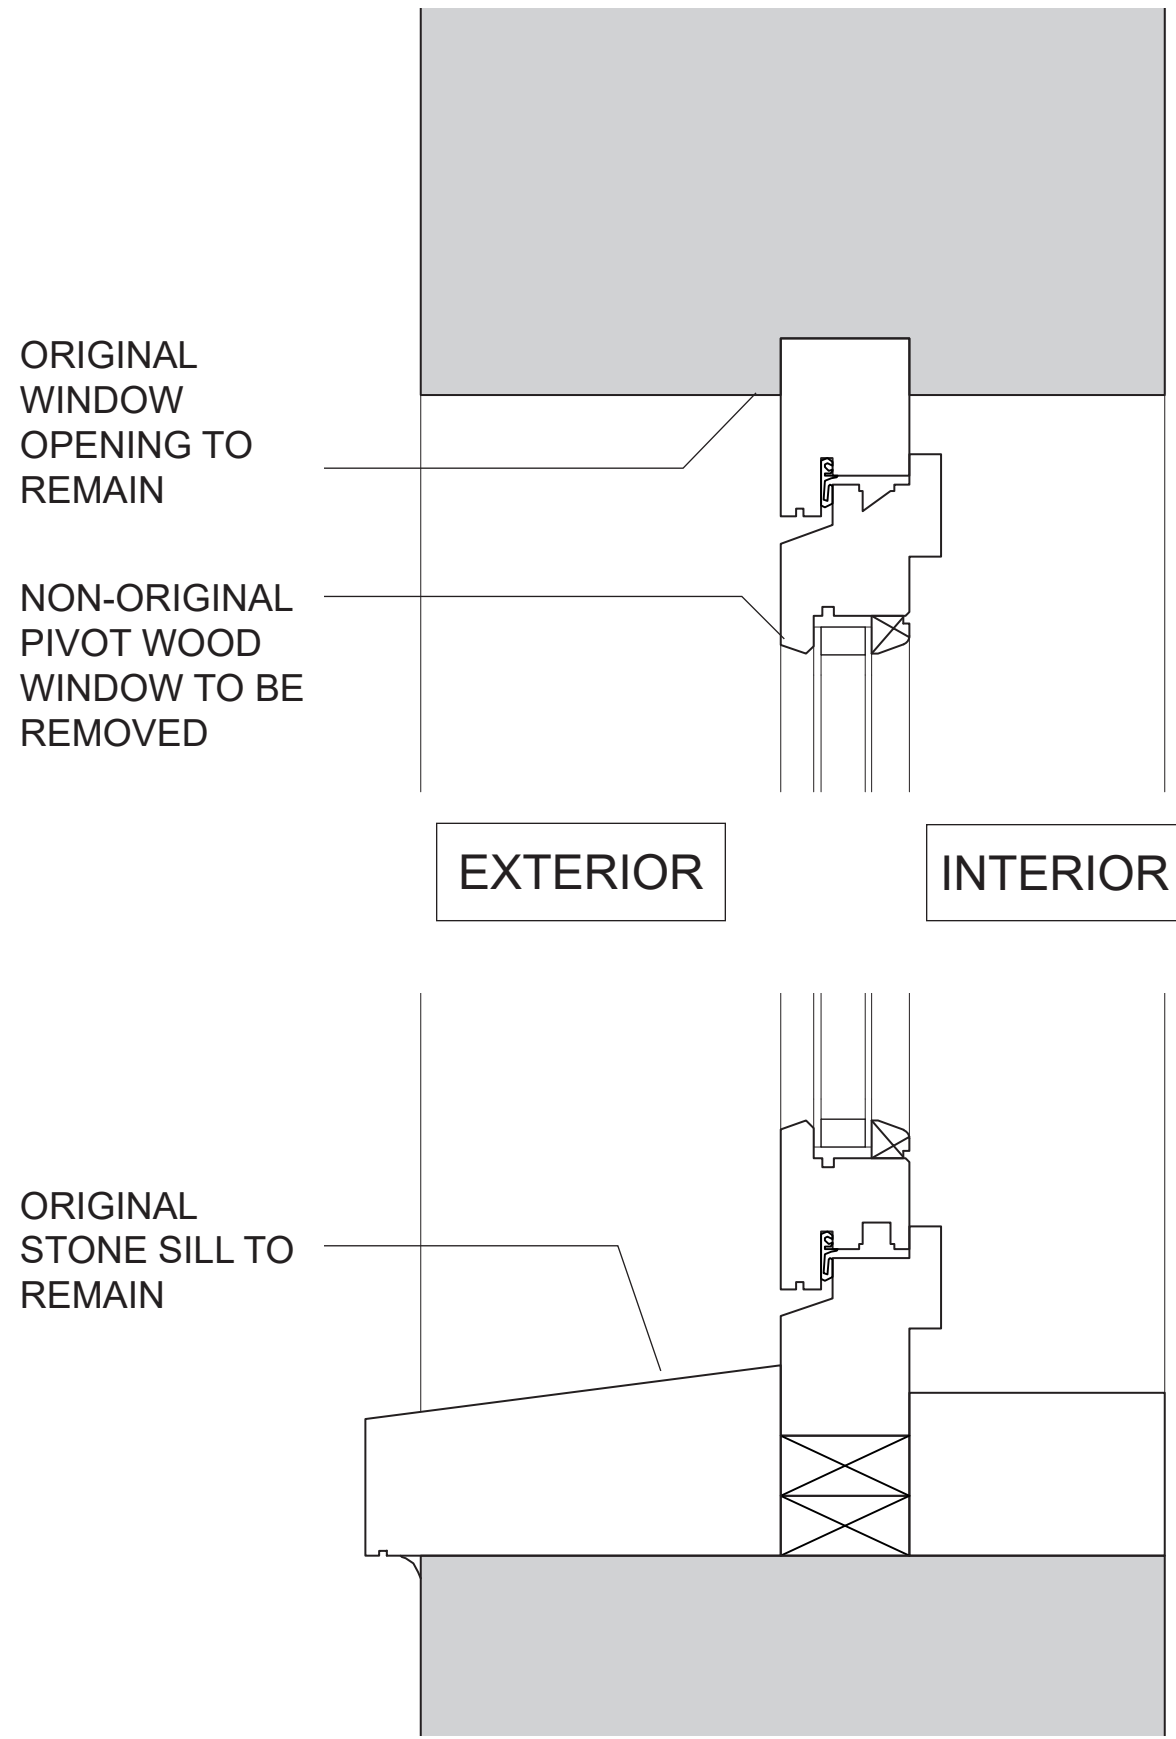 ORIGINAL
WINDOW
OPENING TO
REMAIN
NON-ORIGINAL
PIVOT WOOD
WINDOW TO BE
REMOVED
EXTERIOR
INTERIOR
ORIGINAL
STONE SILL TO
REMAIN